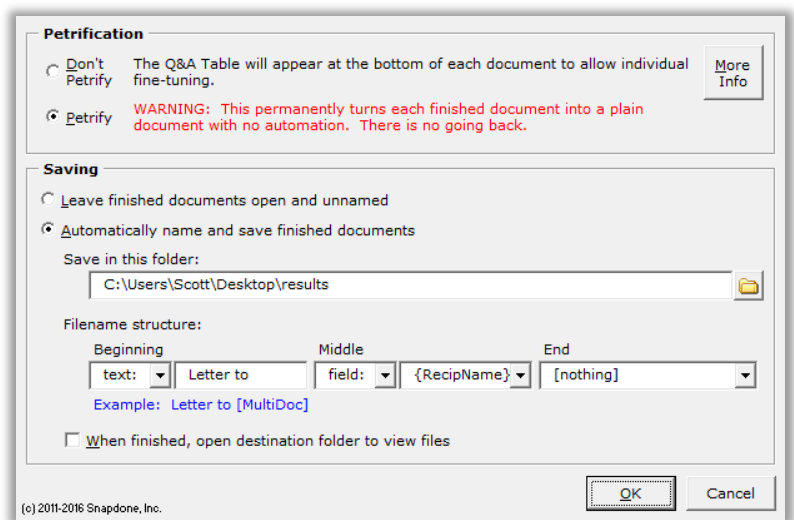 Petrification
Don't Petrify
The Q&A Table will appear at the bottom of each document to allow individual
fine-tuning.
More
Info
Petrify
WARNING: This permanently turns each finished document into a plain
document with no automation. There is no going back.
Saving
Leave finished documents open and unnamed
Automatically name and save finished documents
Save in this folder:
C:\Users\Scott\Desktop\results
Filename structure:
Beginning Middle End
text: Letter to field: {RecipName} [nothing]
Example: Letter to [MultiDoc]
When finished, open destination folder to view files
OK Cancel
(c) 2011-2016 Snapdone, Inc.